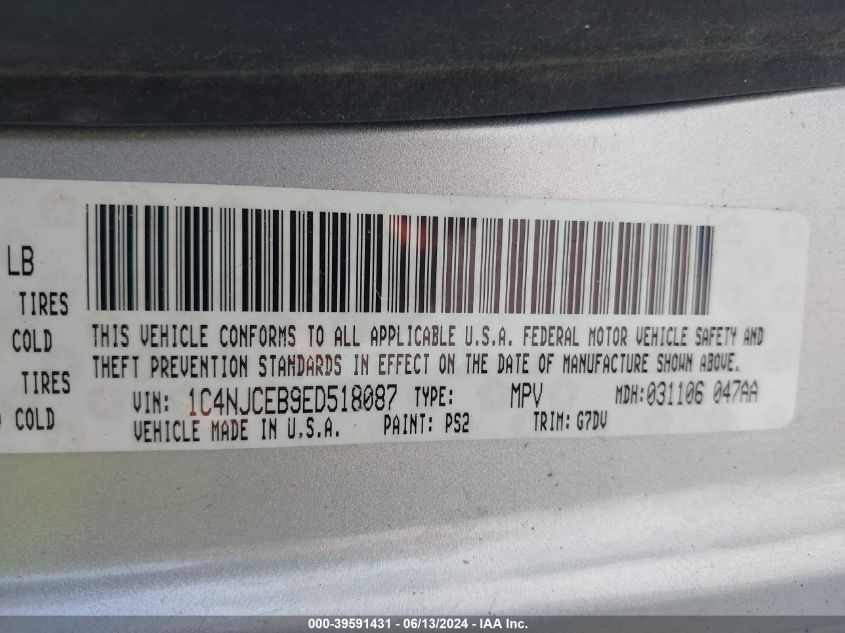 LB
TIRES
COLD
TIRES
COLD
THIS VEHICLE CONFORMS TO ALL APPLICABLE U.S.A. FEDERAL MOTOR VEHICLE SAFETY AND
THEFT PREVENTION STANDARDS IN EFFECT ON THE DATE OF MANUFACTURE SHOWN ABOVE.
VIN: 1C4NJCEB9ED518087 TYPE: MPV MDH:031106 047AA
VEHICLE MADE IN U.S.A. PAINT: PS2 TRIM: G7DV
000-39591431 - 06/13/2024 - IAA Inc.